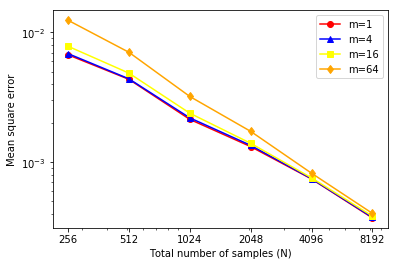 10⁻²
10⁻³
Mean square error
m=1
m=4
m=16
m=64
256 512 1024 2048 4096 8192
Total number of samples (N)